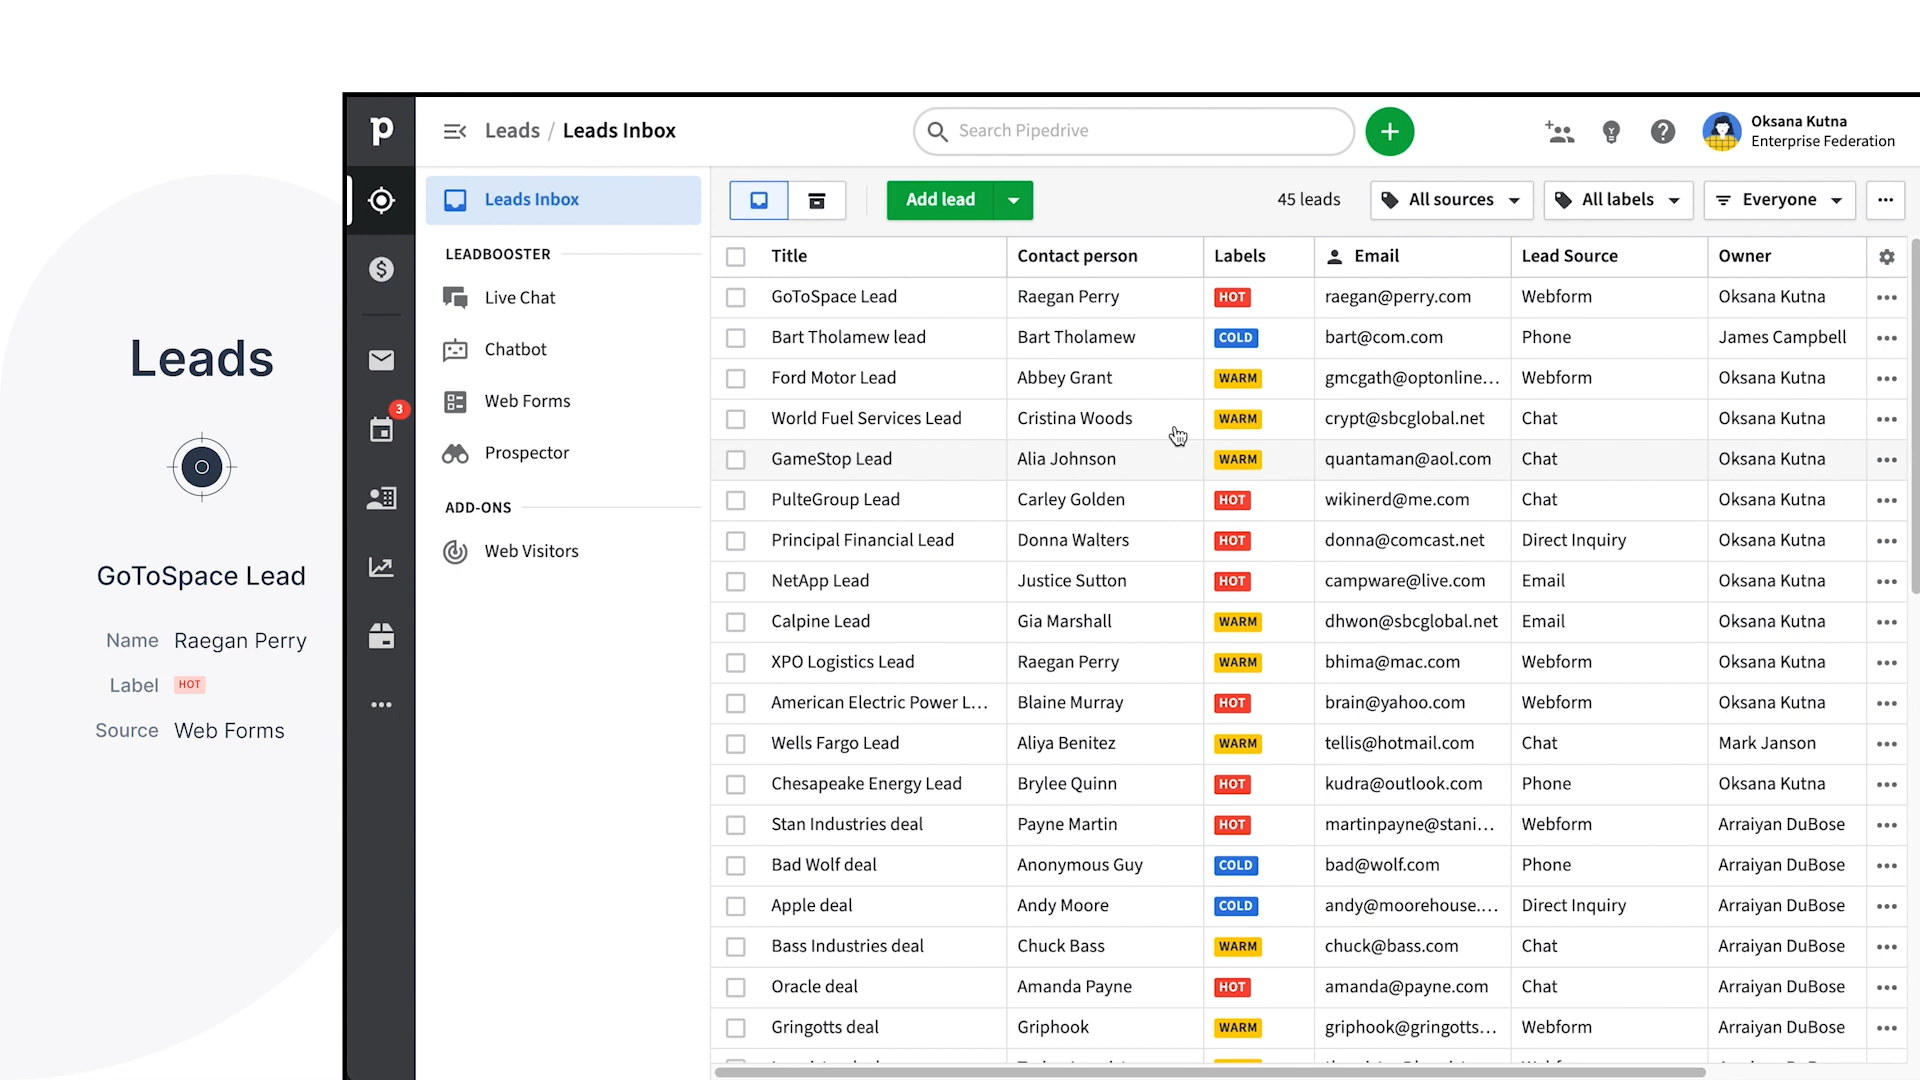 Leads
GoToSpace Lead
Name Raegan Perry
Label HOT
Source Web Forms
p
3
Leads / Leads Inbox
Search Pipedrive
Oksana Kutna
Enterprise Federation
Leads Inbox
LEADBOOSTER
Live Chat
Chatbot
Web Forms
Prospector
ADD-ONS
Web Visitors
Add lead
45 leads
All sources
All labels
Everyone
Title Contact person Labels Email Lead Source Owner
GoToSpace Lead Raegan Perry HOT raegan@perry.com Webform Oksana Kutna
Bart Tholamew lead Bart Tholamew COLD bart@com.com Phone James Campbell
Ford Motor Lead Abbey Grant WARM gmcgath@optonline... Webform Oksana Kutna
World Fuel Services Lead Cristina Woods WARM crypt@sbcglobal.net Chat Oksana Kutna
GameStop Lead Alia Johnson WARM quantaman@aol.com Chat Oksana Kutna
PulteGroup Lead Carley Golden HOT wikinerd@me.com Chat Oksana Kutna
Principal Financial Lead Donna Walters HOT donna@comcast.net Direct Inquiry Oksana Kutna
NetApp Lead Justice Sutton HOT campware@live.com Email Oksana Kutna
Calpine Lead Gia Marshall WARM dhwon@sbcglobal.net Email Oksana Kutna
XPO Logistics Lead Raegan Perry WARM bhima@mac.com Webform Oksana Kutna
American Electric Power L... Blaine Murray HOT brain@yahoo.com Webform Oksana Kutna
Wells Fargo Lead Aliya Benitez WARM tellis@hotmail.com Chat Mark Janson
Chesapeake Energy Lead Brylee Quinn HOT kudra@outlook.com Phone Oksana Kutna
Stan Industries deal Payne Martin HOT martinpayne@stani... Webform Arraiyan DuBose
Bad Wolf deal Anonymous Guy COLD bad@wolf.com Phone Arraiyan DuBose
Apple deal Andy Moore COLD andy@moorehouse.... Direct Inquiry Arraiyan DuBose
Bass Industries deal Chuck Bass WARM chuck@bass.com Chat Arraiyan DuBose
Oracle deal Amanda Payne HOT amanda@payne.com Chat Arraiyan DuBose
Gringotts deal Griphook WARM griphook@gringotts... Webform Arraiyan DuBose